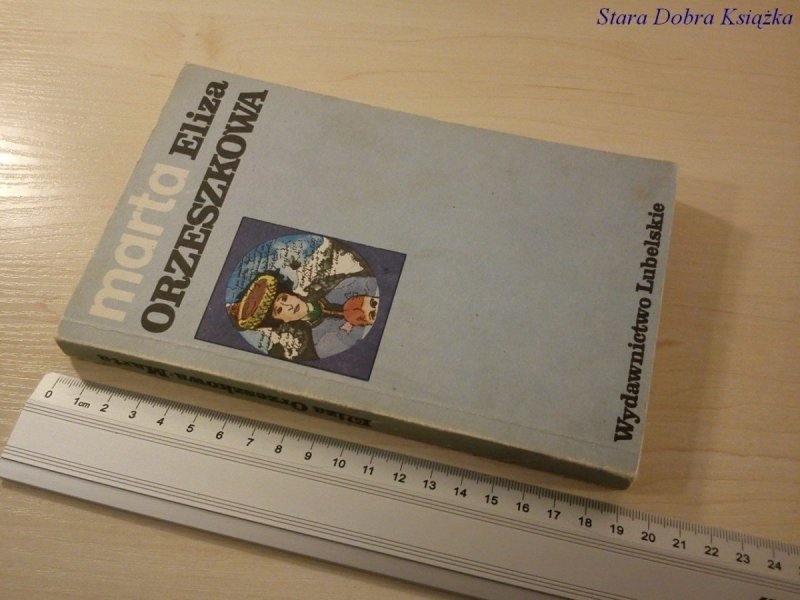 Stara Dobra Książka
marta
Eliza
ORZESZKOWA
Wydawnictwo Lubelskie
Eliza Orzeszkowa·Marta
0 1cm 2 3 4 5 6 7 8 9 10 11 12 13 14 15 16 17 18 19 20 21 22 23 24